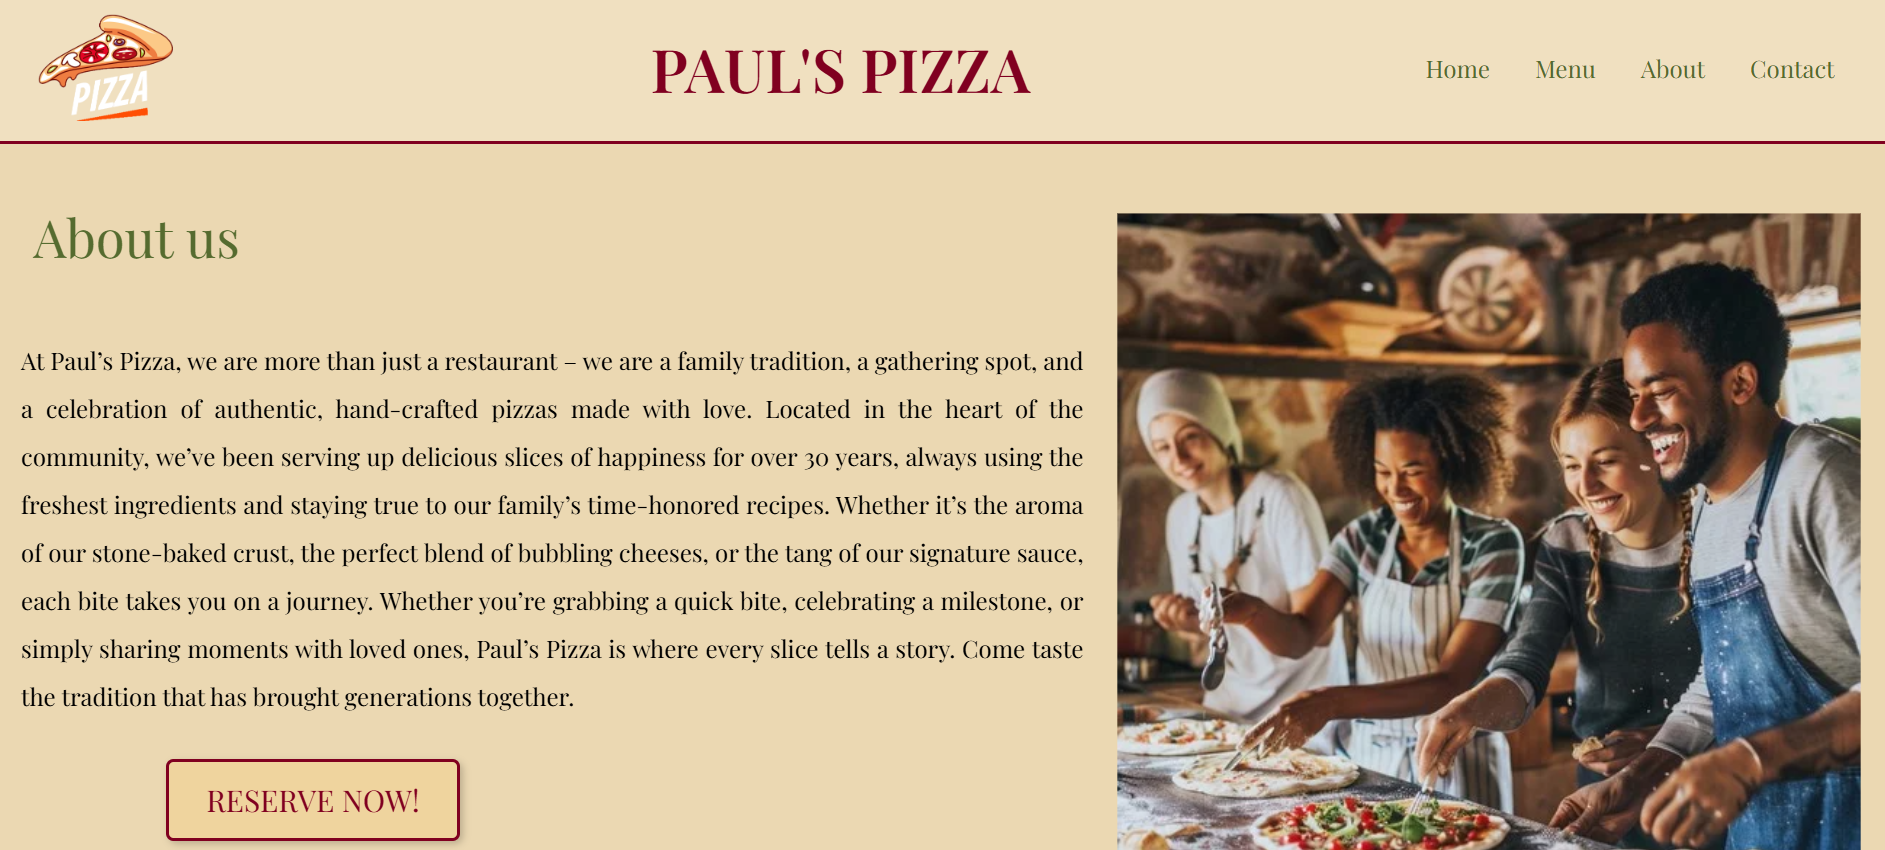 PIZZA
PAUL'S PIZZA
Home Menu About Contact
About us
At Paul’s Pizza, we are more than just a restaurant – we are a family tradition, a gathering spot, and
a celebration of authentic, hand-crafted pizzas made with love. Located in the heart of the
community, we’ve been serving up delicious slices of happiness for over 30 years, always using the
freshest ingredients and staying true to our family’s time-honored recipes. Whether it’s the aroma
of our stone-baked crust, the perfect blend of bubbling cheeses, or the tang of our signature sauce,
each bite takes you on a journey. Whether you’re grabbing a quick bite, celebrating a milestone, or
simply sharing moments with loved ones, Paul’s Pizza is where every slice tells a story. Come taste
the tradition that has brought generations together.
RESERVE NOW!